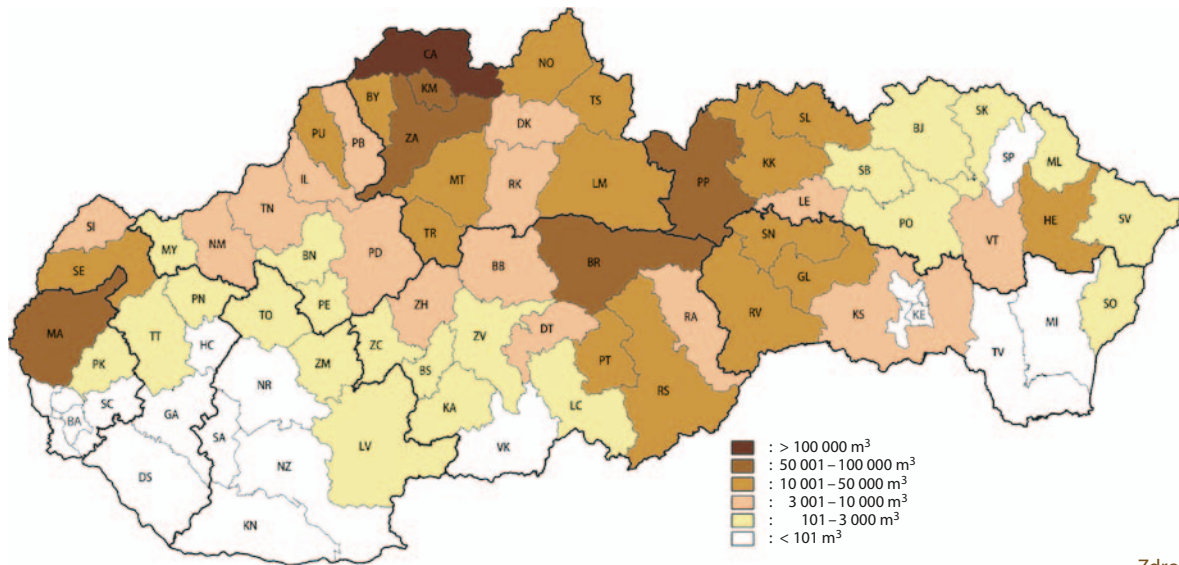 CA
NO
KM
BY
TS
PU
PB
ZA
DK
SL
BJ
SK
SP
ML
KK
SB
IL
MT
RK
LM
PP
LE
TN
SI
MY
NM
TR
PO
VT
HE
SV
SN
BN
PD
BB
BR
GL
SE
PN
PE
ZH
RV
KS
KE
MI
SO
MA
TT
TO
ZC
ZV
DT
RA
TV
HC
PK
ZM
BS
PT
NR
SC
KA
LC
RS
BA
GA
SA
LV
VK
NZ
DS
KN
: > 100 000 m³
: 50 001 – 100 000 m³
: 10 001 – 50 000 m³
: 3 001 – 10 000 m³
: 101 – 3 000 m³
: < 101 m³